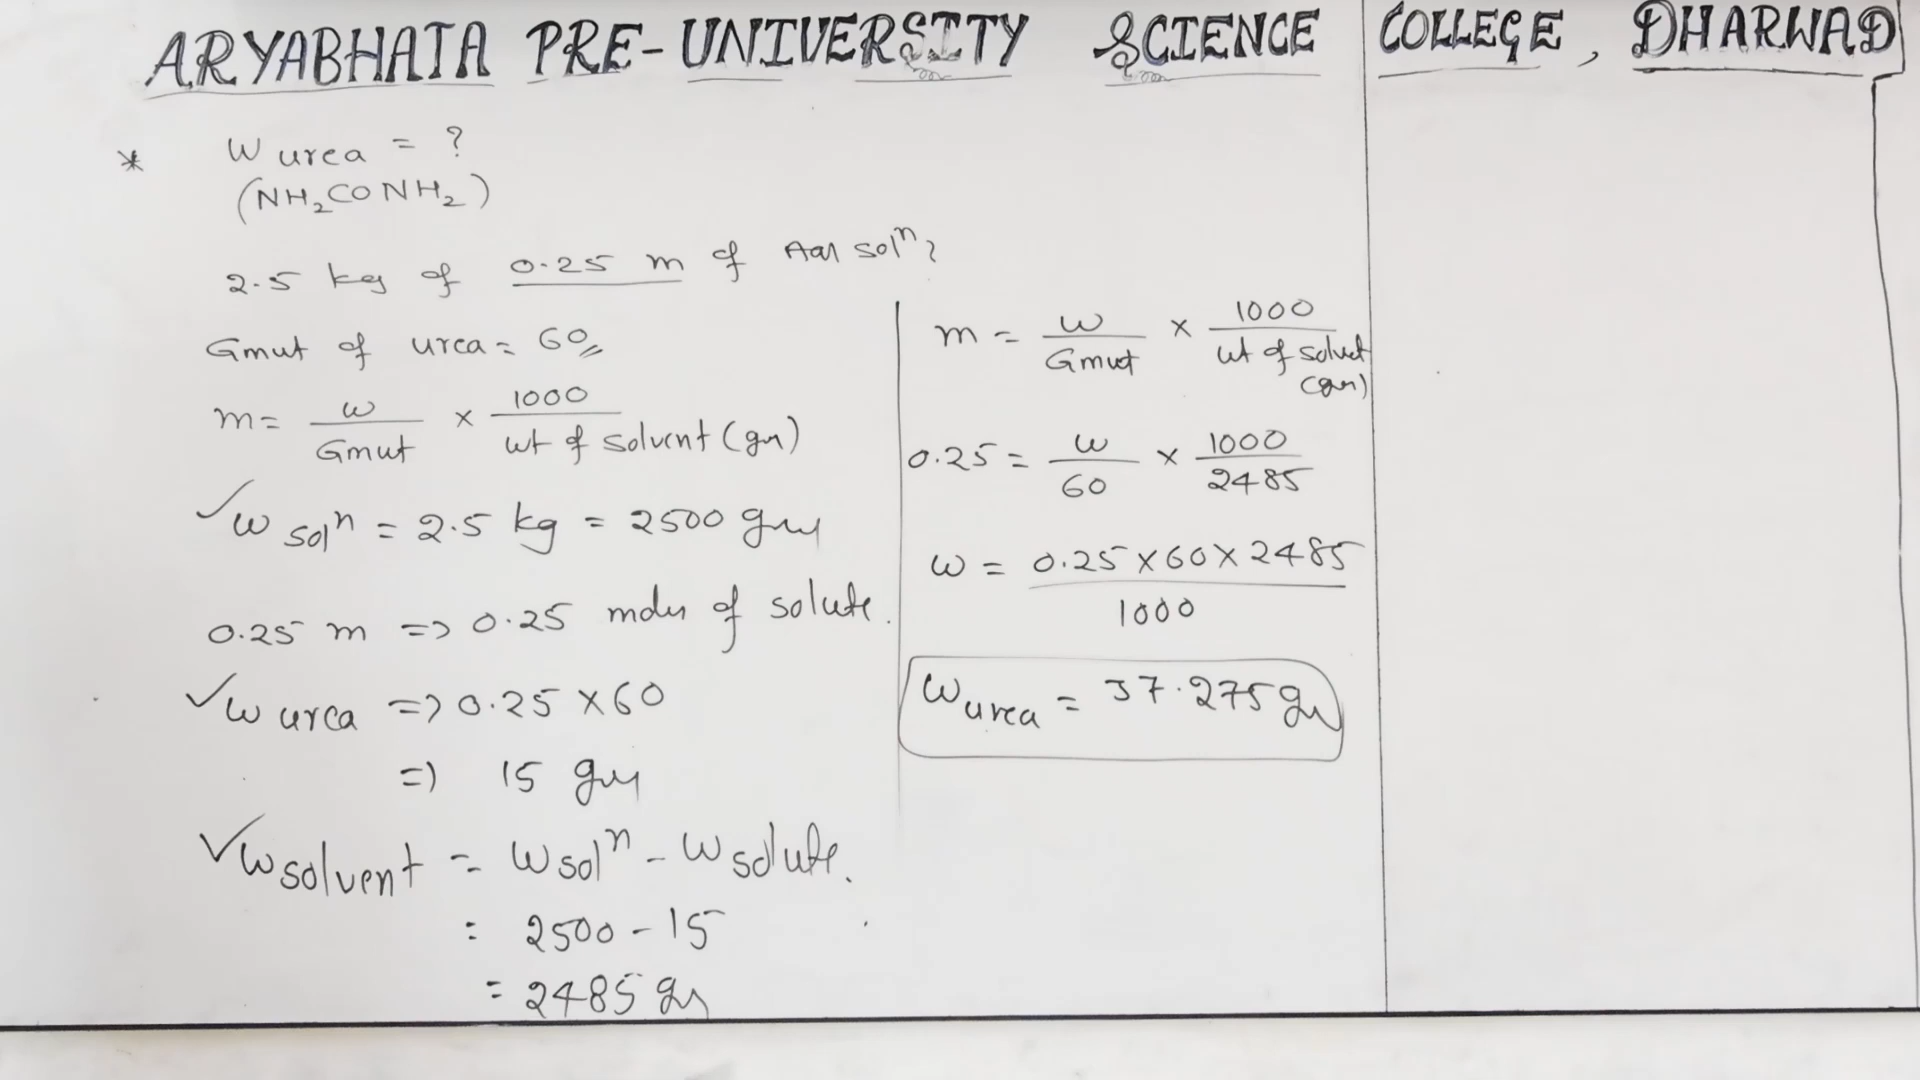 ARYABHATA PRE-UNIVERSITY SCIENCE COLLEGE, DHARWAD
* W urea = ?
(NH₂CONH₂)
2.5 kg of 0.25 m of Aq solⁿ?
Gmwt of urea = 60
m = w/Gmwt × 1000/wt of solvent (gm)
✓ W solⁿ = 2.5 kg = 2500 gm
0.25 m => 0.25 moles of solute.
✓ W urea => 0.25 × 60
=> 15 gm
✓ W solvent = W solⁿ - W solute.
= 2500 - 15
= 2485 gm
m = w/Gmwt × 1000/wt of solvet (gm)
0.25 = w/60 × 1000/2485
w = 0.25 × 60 × 2485/1000
W urea = 37.275 gm